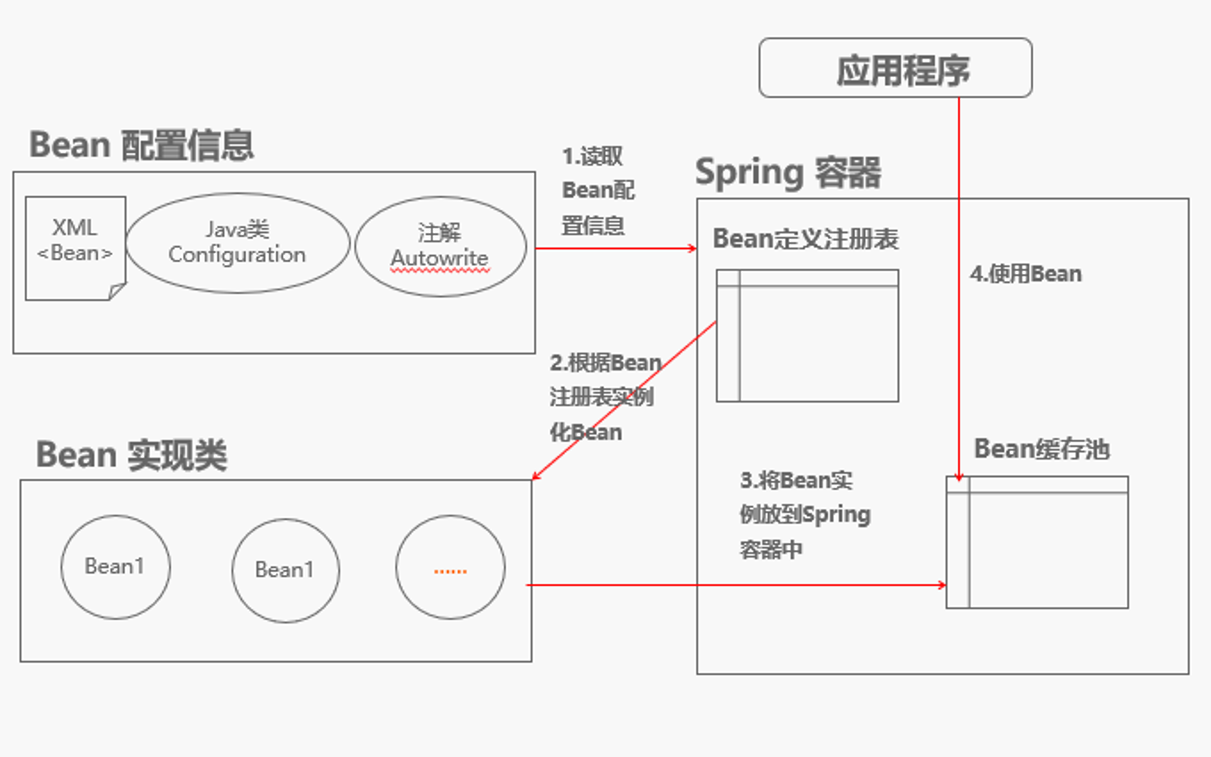 应用程序
Bean 配置信息
XML
<Bean>
Java类
Configuration
注解
Autowrite
1.读取
Bean配
置信息
Spring 容器
Bean定义注册表
4.使用Bean
2.根据Bean
注册表实例
化Bean
Bean 实现类
Bean1
Bean1
......
3.将Bean实
例放到Spring
容器中
Bean缓存池